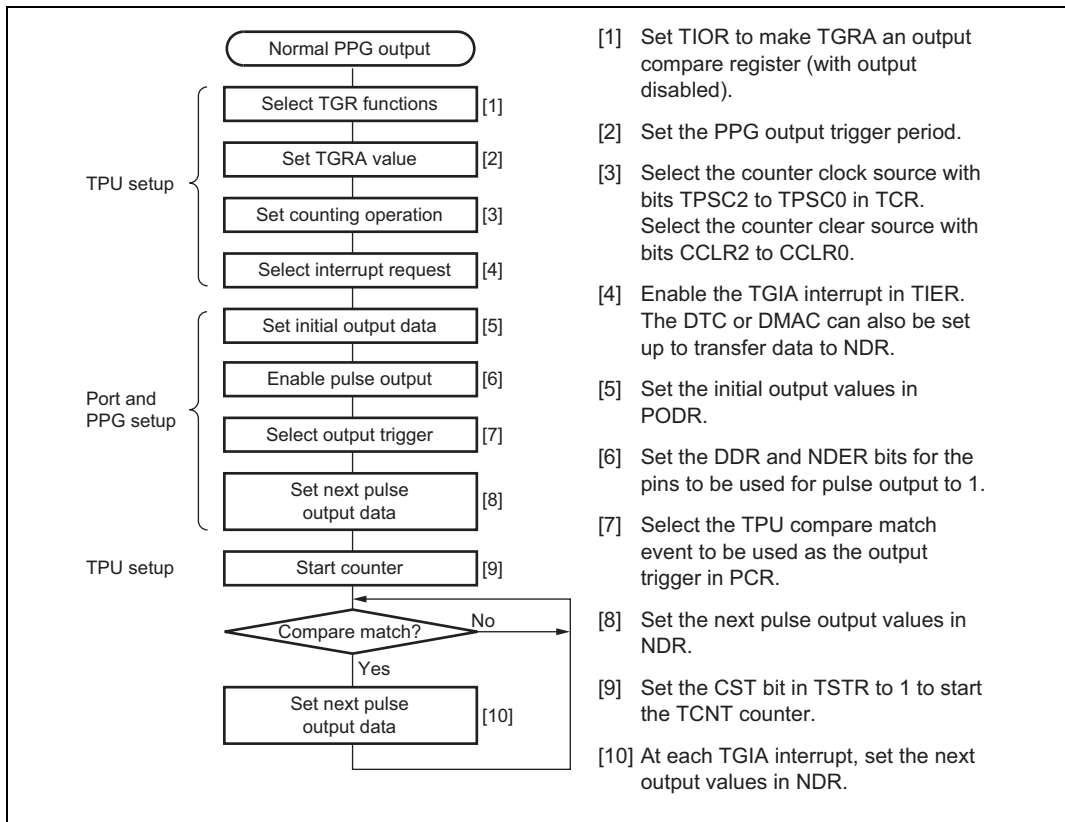 Normal PPG output
Select TGR functions [1]
Set TGRA value [2]
TPU setup
Set counting operation [3]
Select interrupt request [4]
Set initial output data [5]
Enable pulse output [6]
Port and
PPG setup
Select output trigger [7]
Set next pulse
output data
[8]
TPU setup
Start counter [9]
Compare match?
No
Yes
Set next pulse
output data
[10]
[1] Set TIOR to make TGRA an output
compare register (with output
disabled).
[2] Set the PPG output trigger period.
[3] Select the counter clock source with
bits TPSC2 to TPSC0 in TCR.
Select the counter clear source with
bits CCLR2 to CCLR0.
[4] Enable the TGIA interrupt in TIER.
The DTC or DMAC can also be set
up to transfer data to NDR.
[5] Set the initial output values in
PODR.
[6] Set the DDR and NDER bits for the
pins to be used for pulse output to 1.
[7] Select the TPU compare match
event to be used as the output
trigger in PCR.
[8] Set the next pulse output values in
NDR.
[9] Set the CST bit in TSTR to 1 to start
the TCNT counter.
[10] At each TGIA interrupt, set the next
output values in NDR.